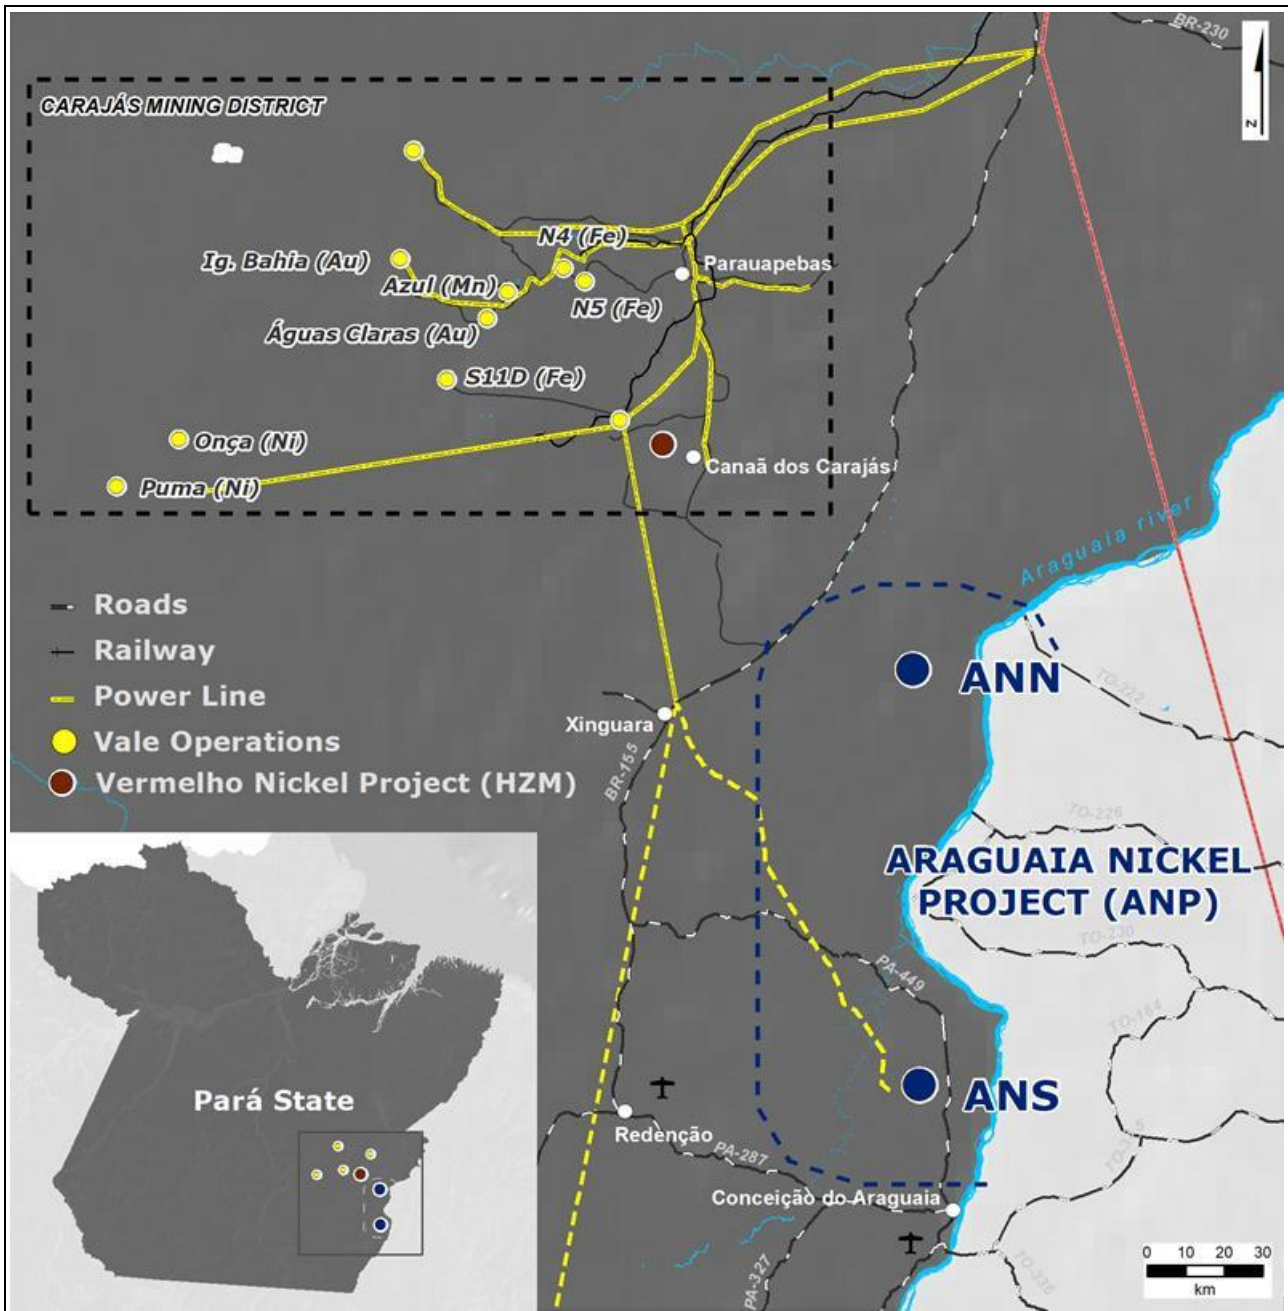 BR-230
N
CARAJÁS MINING DISTRICT
N4 (Fe)
Ig. Bahia (Au)
Parauapebas
Azul (Mn)
N5 (Fe)
Águas Claras (Au)
S11D (Fe)
Onça (Ni)
Canaã dos Carajás
Puma (Ni)
Araguaia river
Roads
Railway
Power Line
Vale Operations
Vermelho Nickel Project (HZM)
ANN
TO-222
Xinguara
BR-155
TO-226
ARAGUAIA NICKEL
PROJECT (ANP)
TO-230
PA-449
TO-164
ANS
Pará State
Redenção
PA-287
Conceição do Araguaia
PA-327
TO-336
0 10 20 30
km